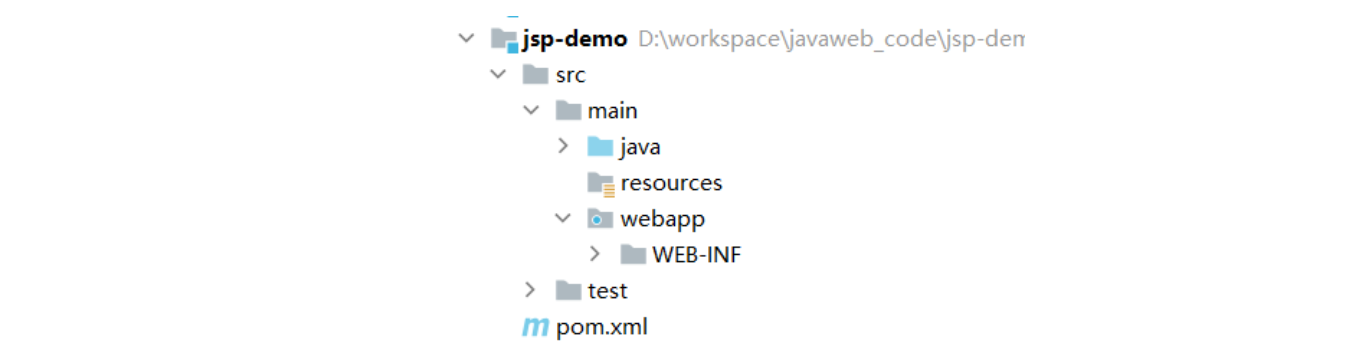 jsp-demo D:\workspace\javaweb_code\jsp-dem
src
main
java
resources
webapp
WEB-INF
test
pom.xml